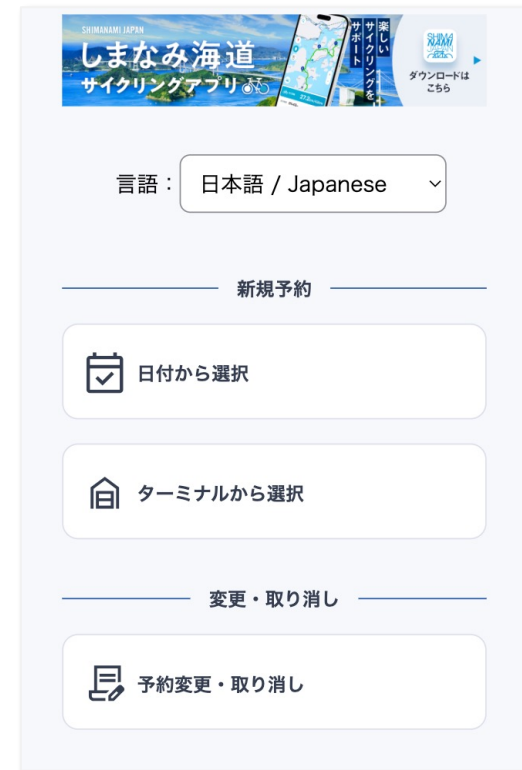 SHIMANAMI JAPAN
しまなみ海道
サイクリングアプリ
楽しい
サイクリングを
サポート
SHIMA
NAMI
ダウンロードは
こちら
言語：
日本語 / Japanese
新規予約
日付から選択
ターミナルから選択
変更・取り消し
予約変更・取り消し